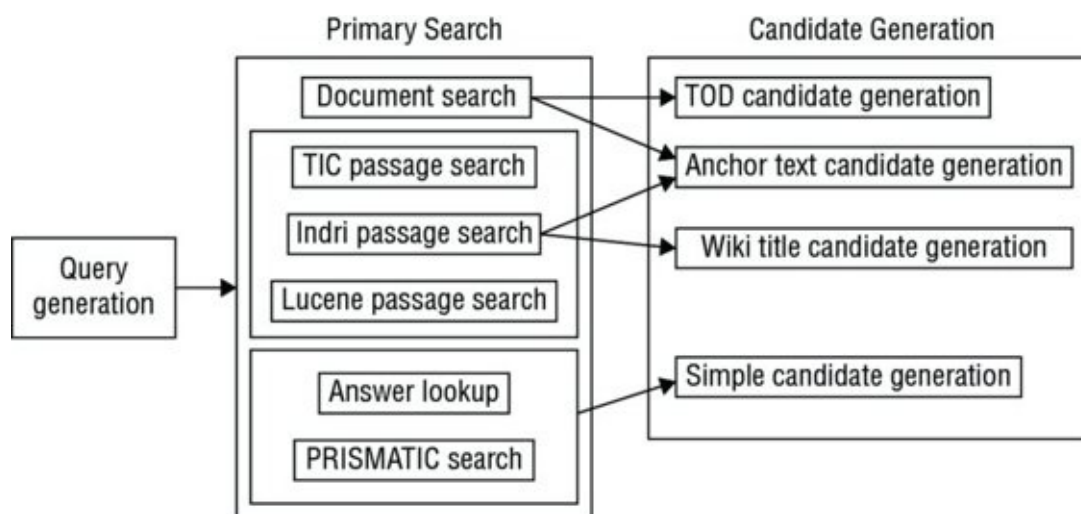 Primary Search
Candidate Generation
Query
generation
Document search
TIC passage search
Indri passage search
Lucene passage search
Answer lookup
PRISMATIC search
TOD candidate generation
Anchor text candidate generation
Wiki title candidate generation
Simple candidate generation